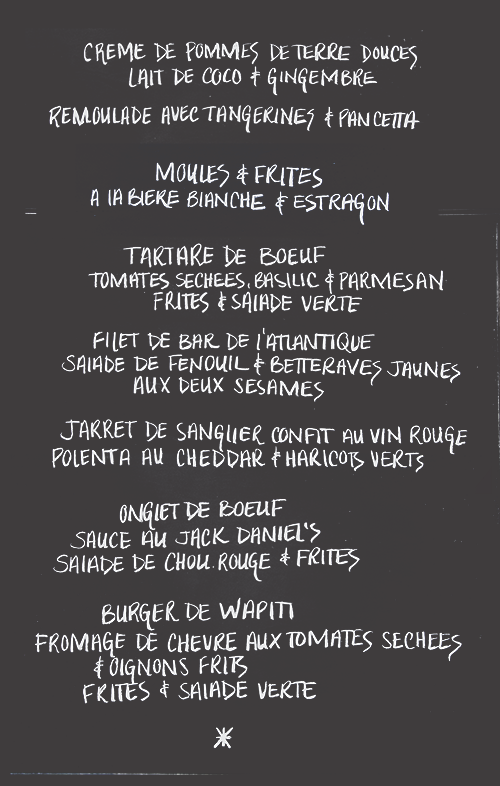 CREME DE POMMES DE TERRE DOUCES
LAIT DE COCO & GINGEMBRE
REMOULADE AVEC TANGERINES & PANCETTA
MOULES & FRITES
A LA BIERE BLANCHE & ESTRAGON
TARTARE DE BOEUF
TOMATES SECHEES, BASILIC & PARMESAN
FRITES & SALADE VERTE
FILET DE BAR DE L'ATLANTIQUE
SALADE DE FENOUIL & BETTERAVES JAUNES
AUX DEUX SESAMES
JARRET DE SANGLIER CONFIT AU VIN ROUGE
POLENTA AU CHEDDAR & HARICOTS VERTS
ONGLET DE BOEUF
SAUCE AU JACK DANIEL'S
SALADE DE CHOU ROUGE & FRITES
BURGER DE WAPITI
FROMAGE DE CHEVRE AUX TOMATES SECHEES
& OIGNONS FRITS
FRITES & SALADE VERTE